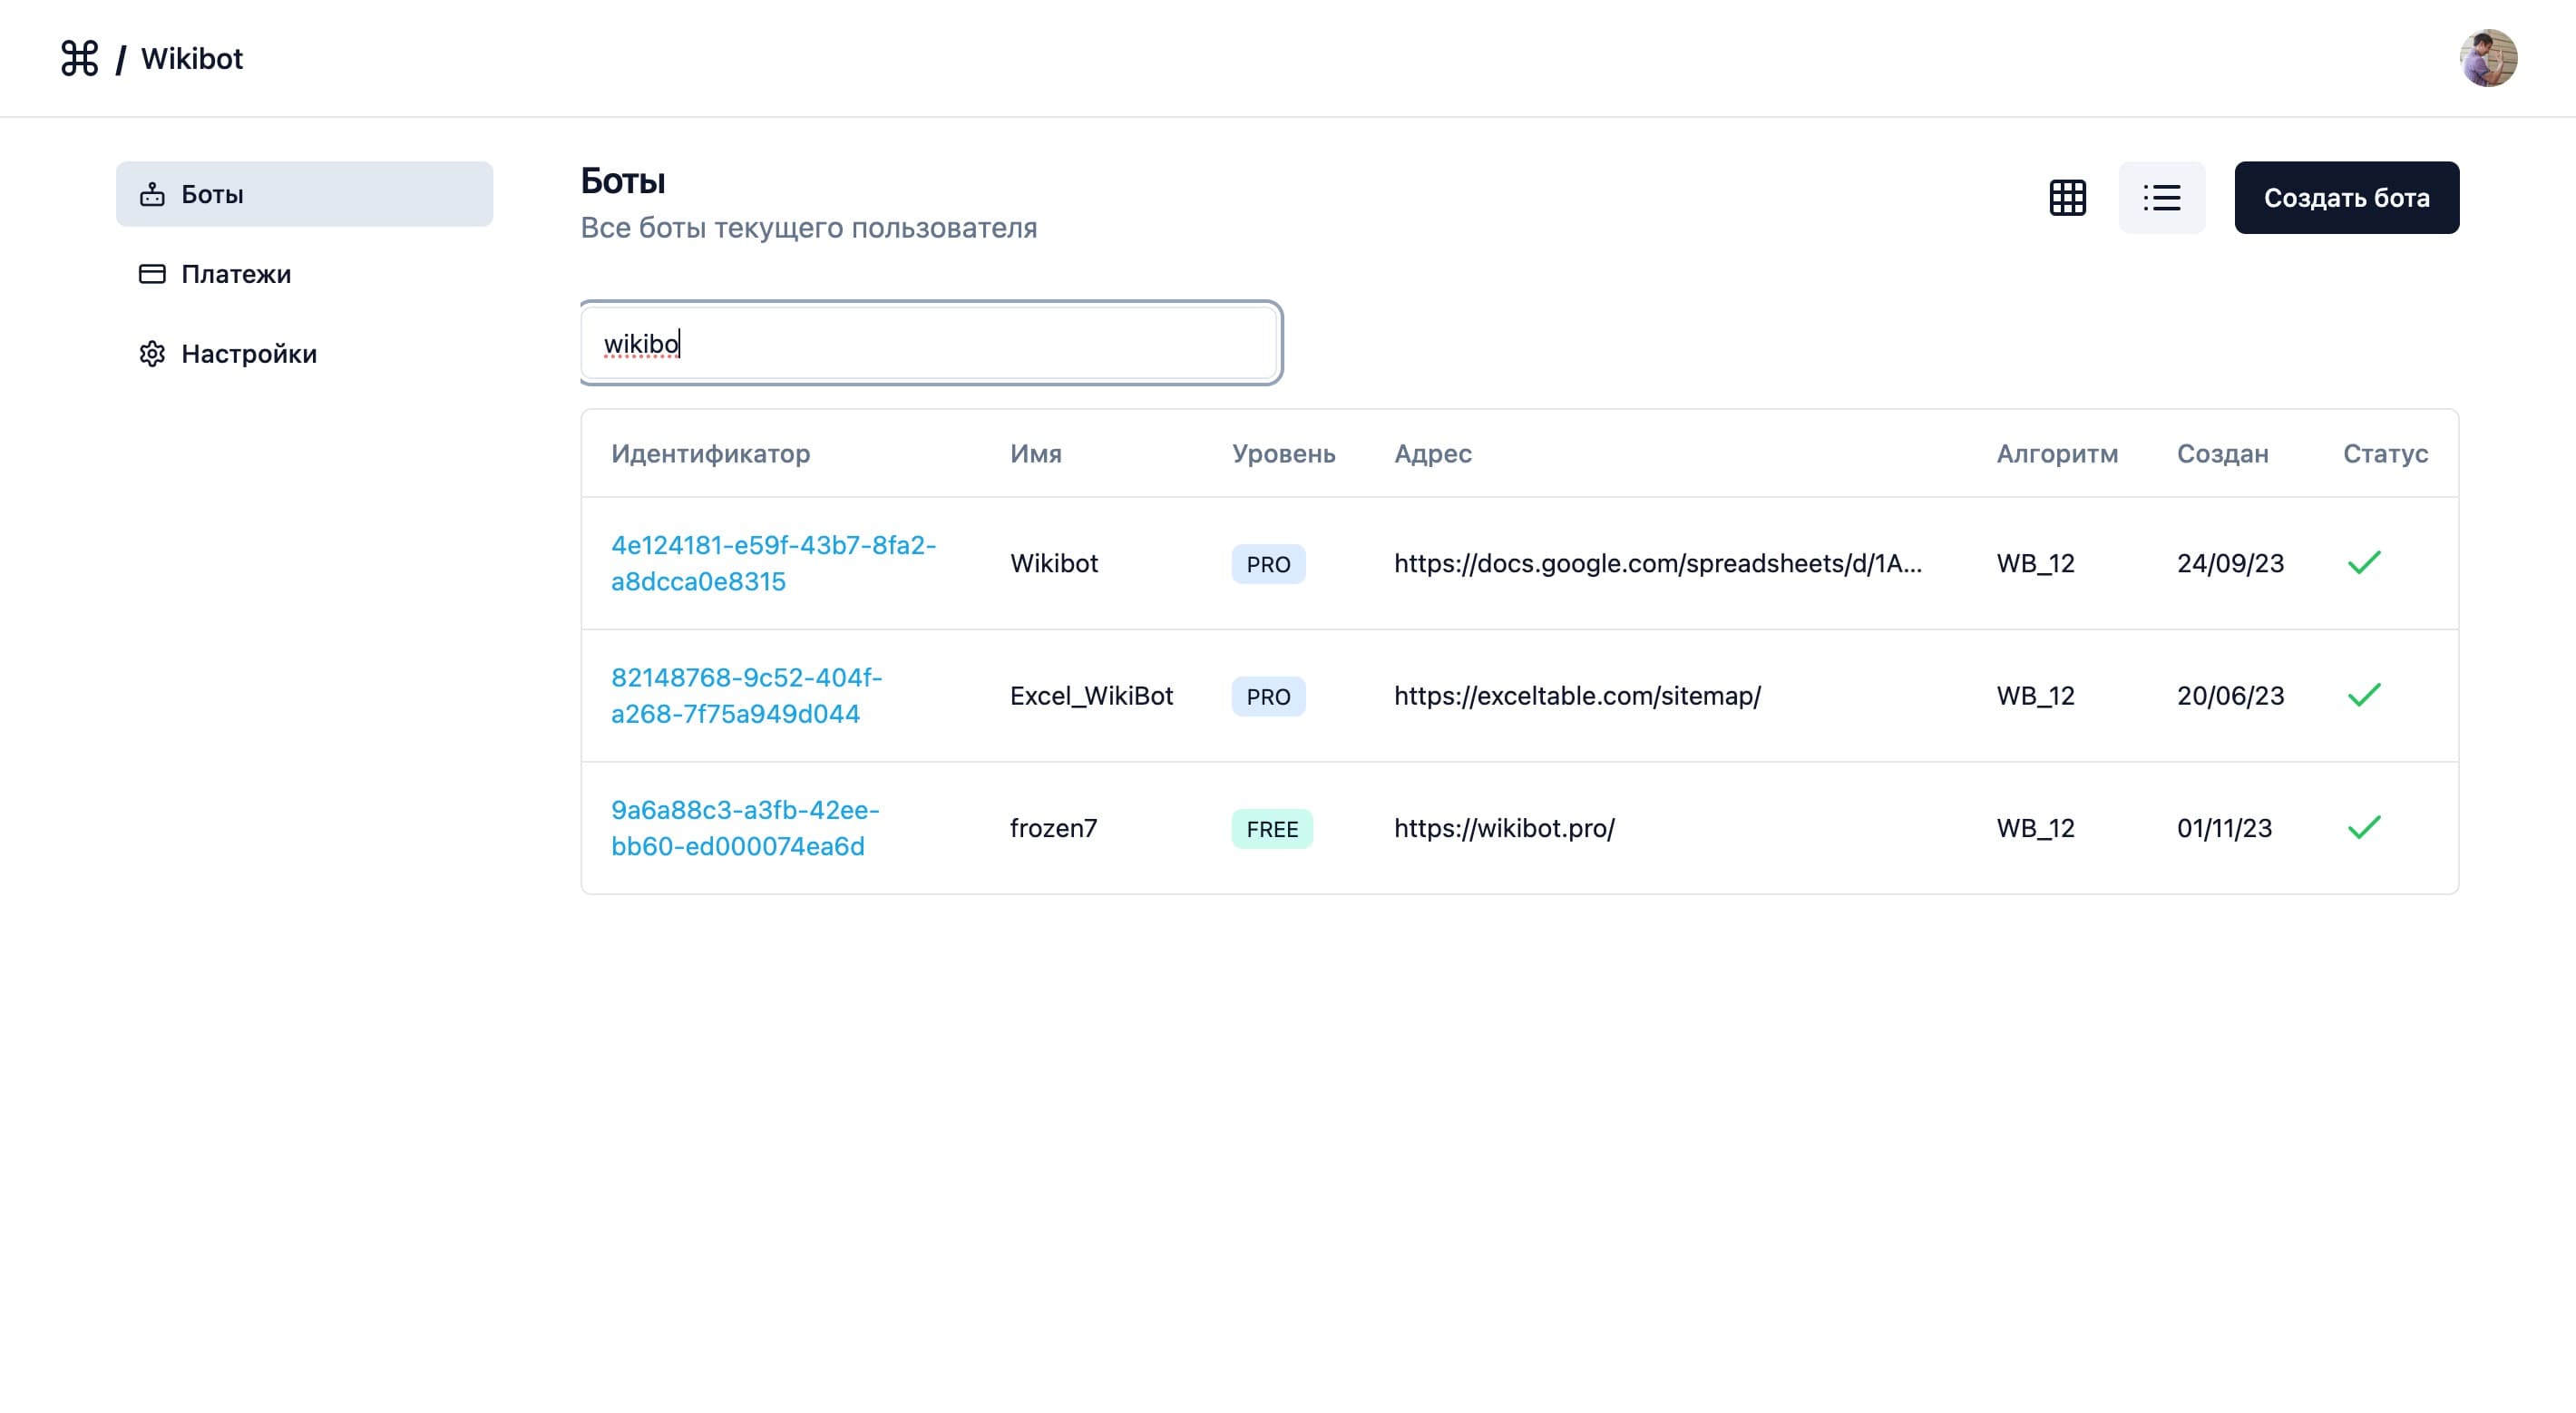 ⌘ / Wikibot
Боты
Платежи
Настройки
Боты
Все боты текущего пользователя
Создать бота
wikibo
Идентификатор Имя Уровень Адрес Алгоритм Создан Статус
4e124181-e59f-43b7-8fa2-
a8dcca0e8315
Wikibot PRO https://docs.google.com/spreadsheets/d/1A... WB_12 24/09/23
82148768-9c52-404f-
a268-7f75a949d044
Excel_WikiBot PRO https://exceltable.com/sitemap/ WB_12 20/06/23
9a6a88c3-a3fb-42ee-
bb60-ed000074ea6d
frozen7 FREE https://wikibot.pro/ WB_12 01/11/23